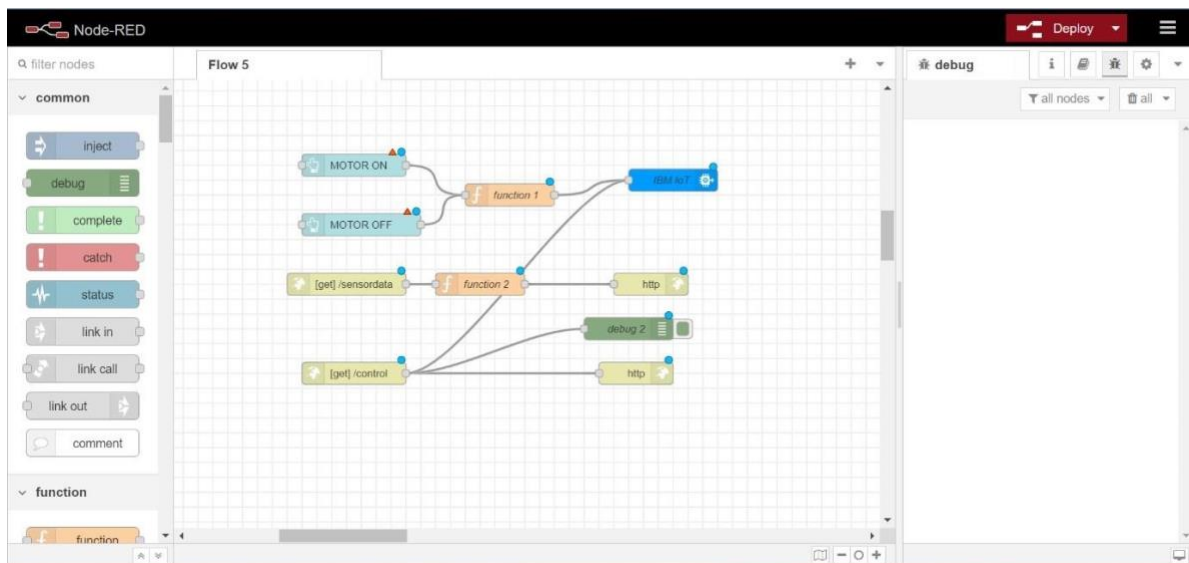 Node-RED
Deploy
filter nodes
common
inject
debug
complete
catch
status
link in
link call
link out
comment
function
function
Flow 5
MOTOR ON
MOTOR OFF
function 1
IBM IoT
[get] /sensordata
function 2
http
debug 2
[get] /control
http
debug
i
all nodes
all